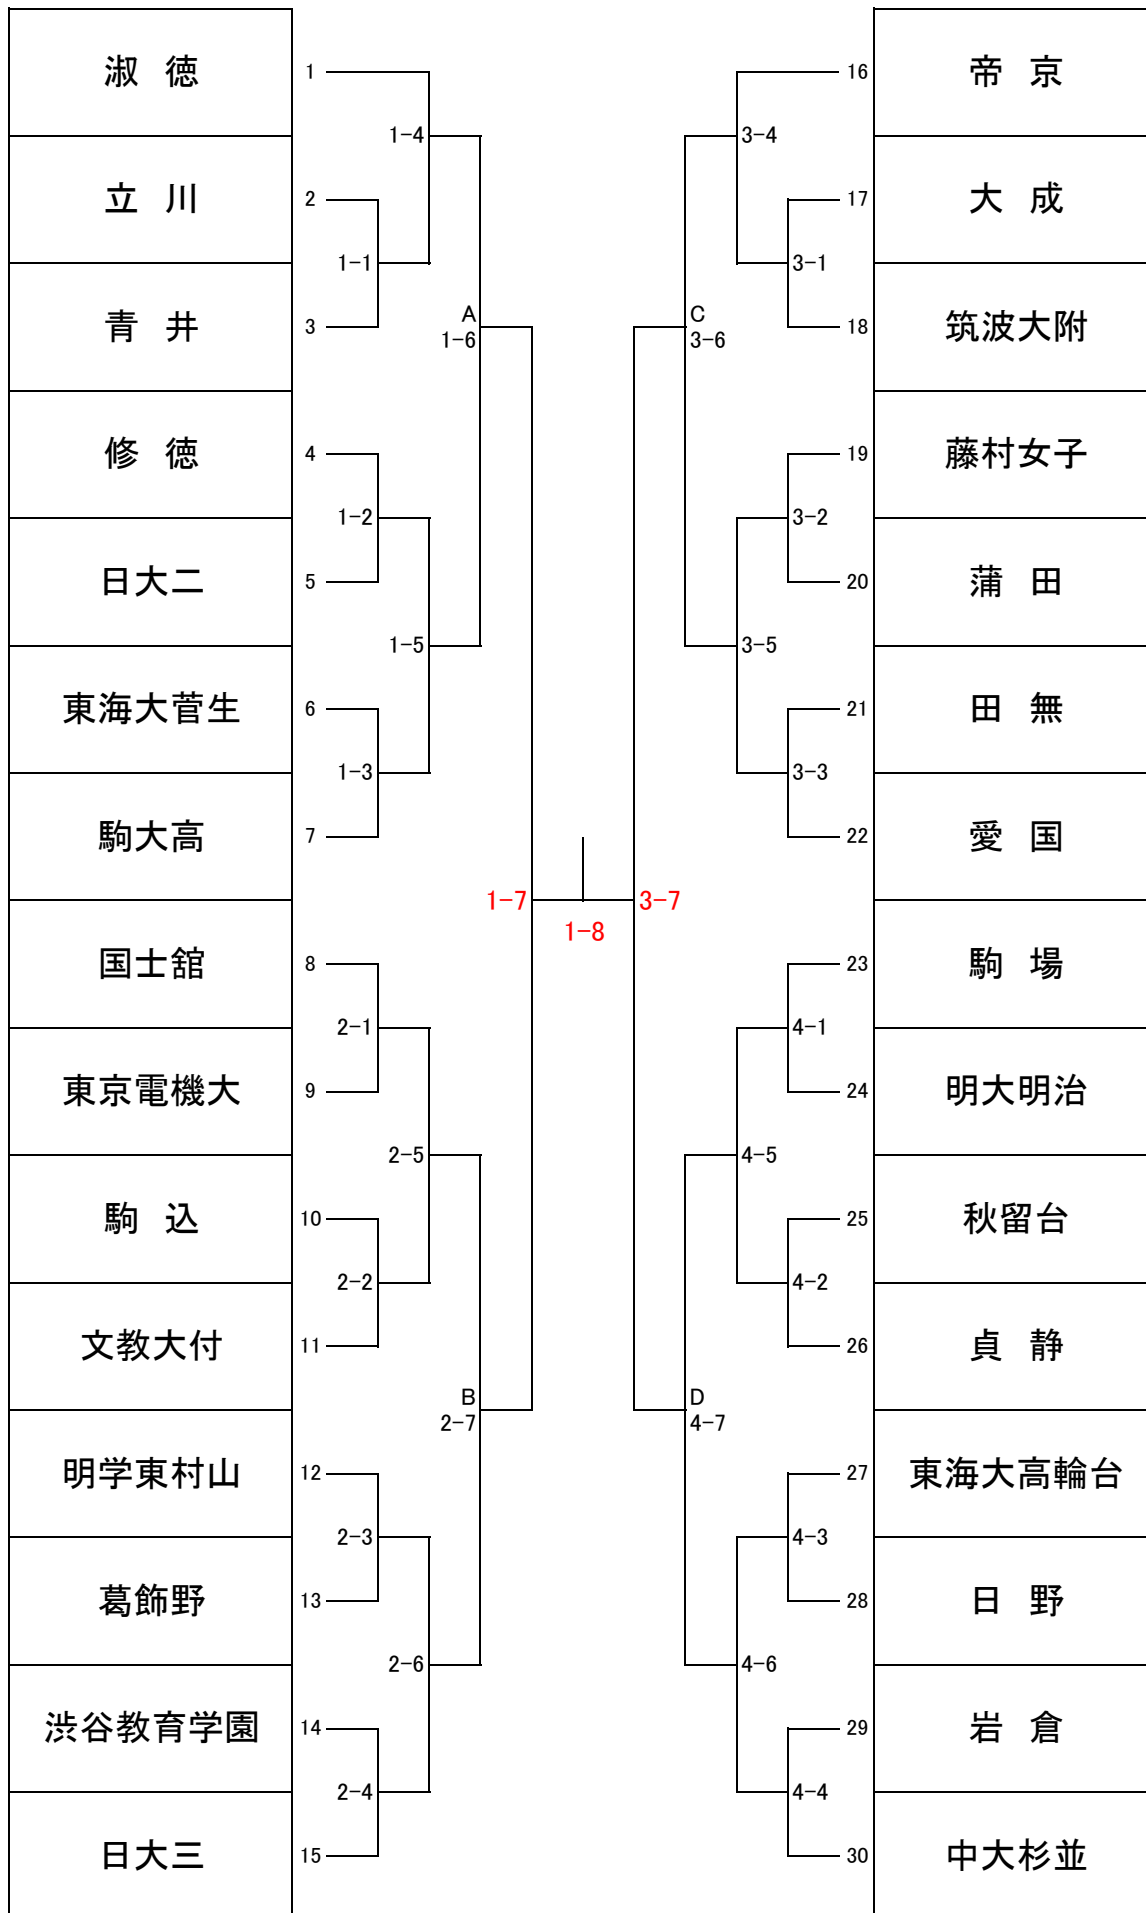 淑 徳 1
1-4
立 川 2
1-1
青 井 3
A
1-6
修 徳 4
1-2
日大二 5
1-5
東海大菅生 6
1-3
駒大高 7
国士舘 8
2-1
東京電機大 9
2-5
駒 込 10
2-2
文教大付 11
B
2-7
明学東村山 12
2-3
葛飾野 13
2-6
渋谷教育学園 14
2-4
日大三 15
1-7
1-8
3-7
16 帝 京
3-4
17 大 成
3-1
18 筑波大附
C
3-6
19 藤村女子
3-2
20 蒲 田
3-5
21 田 無
3-3
22 愛 国
23 駒 場
4-1
24 明大明治
4-5
25 秋留台
4-2
26 貞 静
D
4-7
27 東海大高輪台
4-3
28 日 野
4-6
29 岩 倉
4-4
30 中大杉並